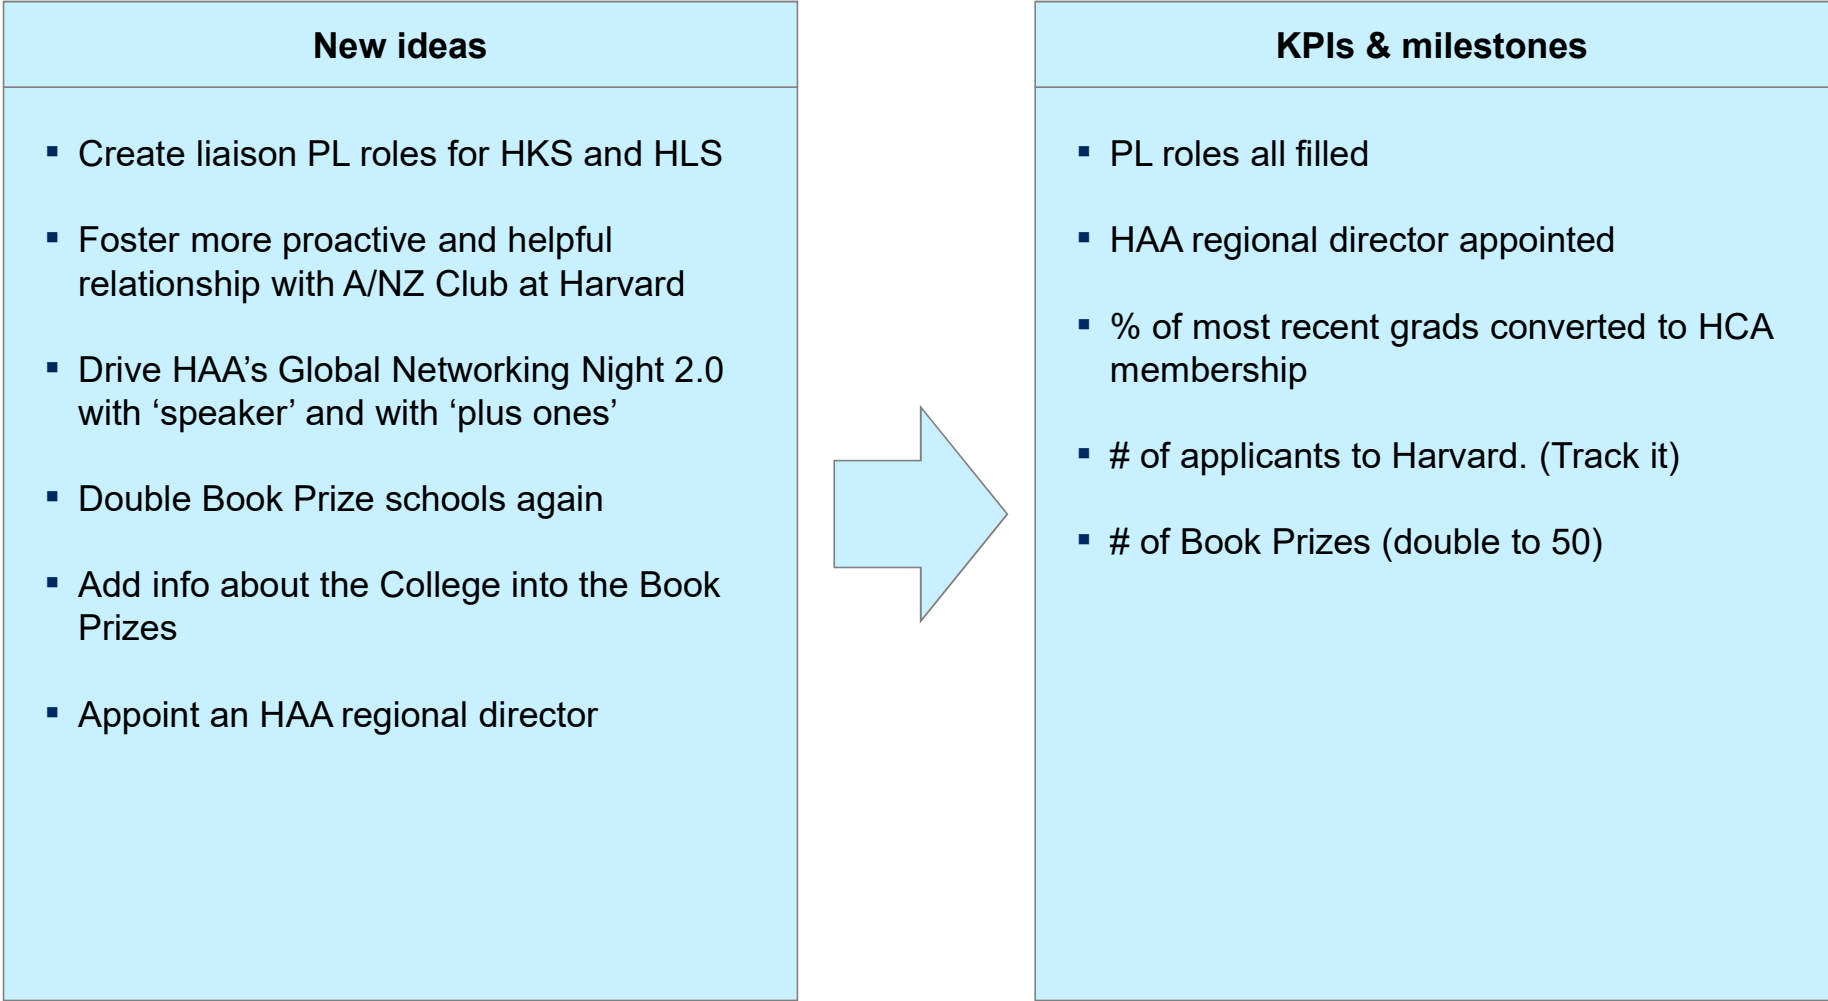 New ideas
▪ Create liaison PL roles for HKS and HLS
▪ Foster more proactive and helpful
relationship with A/NZ Club at Harvard
▪ Drive HAA’s Global Networking Night 2.0
with ‘speaker’ and with ‘plus ones’
▪ Double Book Prize schools again
▪ Add info about the College into the Book
Prizes
▪ Appoint an HAA regional director
KPIs & milestones
▪ PL roles all filled
▪ HAA regional director appointed
▪ % of most recent grads converted to HCA
membership
▪ # of applicants to Harvard. (Track it)
▪ # of Book Prizes (double to 50)